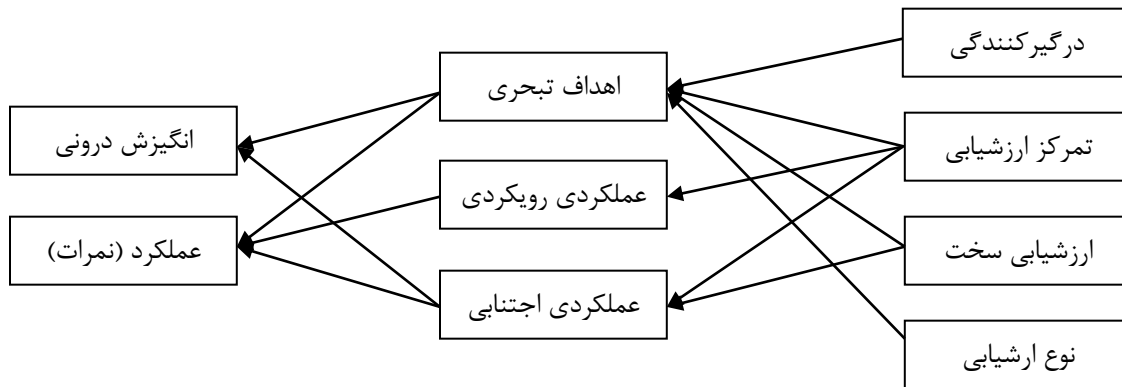 درگیرکنندگی
اهداف تبحری
انگیزش درونی
تمرکز ارزشیابی
عملکردی رویکردی
عملکرد (نمرات)
ارزشیابی سخت
عملکردی اجتنابی
نوع ارشیابی